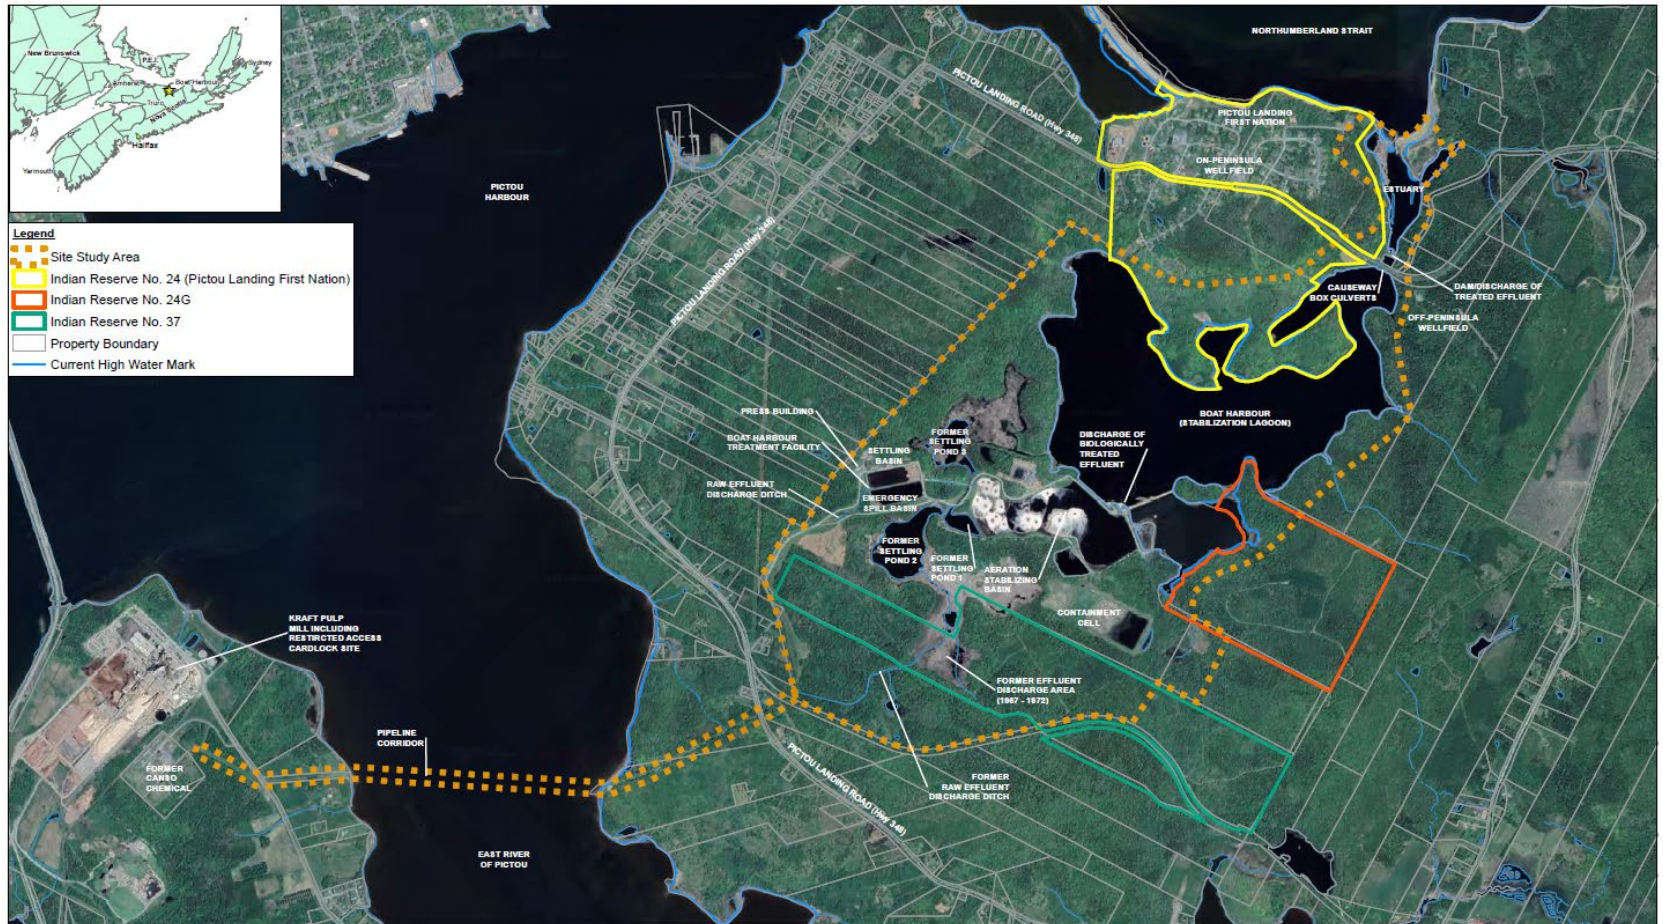 New Brunswick
P.E.I.
Sydney
Amherst
Boat Harbour
Truro
Nova Scotia
Halifax
Yarmouth
Legend
Site Study Area
Indian Reserve No. 24 (Pictou Landing First Nation)
Indian Reserve No. 24G
Indian Reserve No. 37
Property Boundary
Current High Water Mark
NORTHUMBERLAND STRAIT
PICTOU LANDING ROAD (Hwy 348)
PICTOU LANDING
FIRST NATION
ON-PENINSULA
WELLFIELD
ESTUARY
PICTOU
HARBOUR
PICTOU LANDING ROAD (Hwy 348)
CAUSEWAY
BOX CULVERTS
DAM/DISCHARGE OF
TREATED EFFLUENT
OFF-PENINSULA
WELLFIELD
BOAT HARBOUR
(STABILIZATION LAGOON)
PRESS BUILDING
BOAT HARBOUR
TREATMENT FACILITY
RAW EFFLUENT
DISCHARGE DITCH
SETTLING
BASIN
FORMER
SETTLING
POND 3
DISCHARGE OF
BIOLOGICALLY
TREATED
EFFLUENT
EMERGENCY
SPILL BASIN
FORMER
SETTLING
POND 2
FORMER
SETTLING
POND 1
AERATION
STABILIZING
BASIN
CONTAINMENT
CELL
KRAFT PULP
MILL INCLUDING
RESTIRCTED ACCESS
CARDLOCK SITE
FORMER EFFLUENT
DISCHARGE AREA
(1967 - 1972)
PIPELINE
CORRIDOR
FORMER
CANSO
CHEMICAL
FORMER
RAW EFFLUENT
DISCHARGE DITCH
PICTOU LANDING ROAD (Hwy 348)
EAST RIVER
OF PICTOU